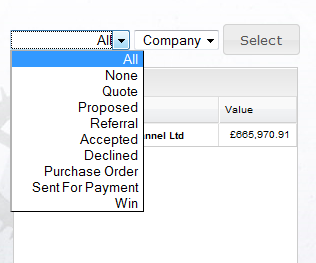 All Company Select
All
None
Quote
Proposed
Referral
Accepted
Declined
Purchase Order
Sent For Payment
Win
Value
Ltd £665,970.91